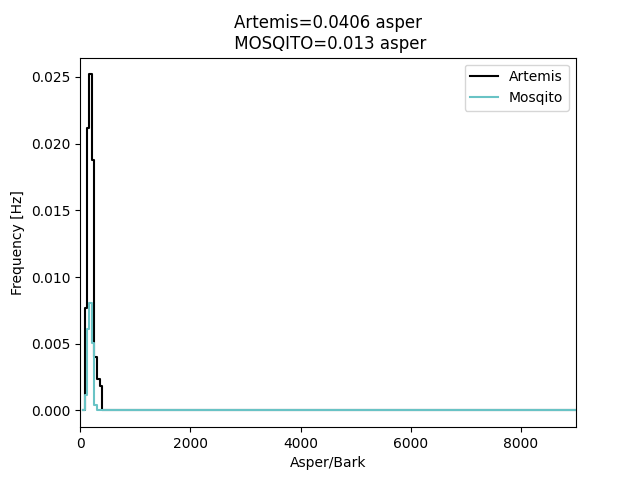 Artemis=0.0406 asper
MOSQITO=0.013 asper
Artemis
Mosqito
Frequency [Hz]
0.025
0.020
0.015
0.010
0.005
0.000
0
2000
4000
6000
8000
Asper/Bark